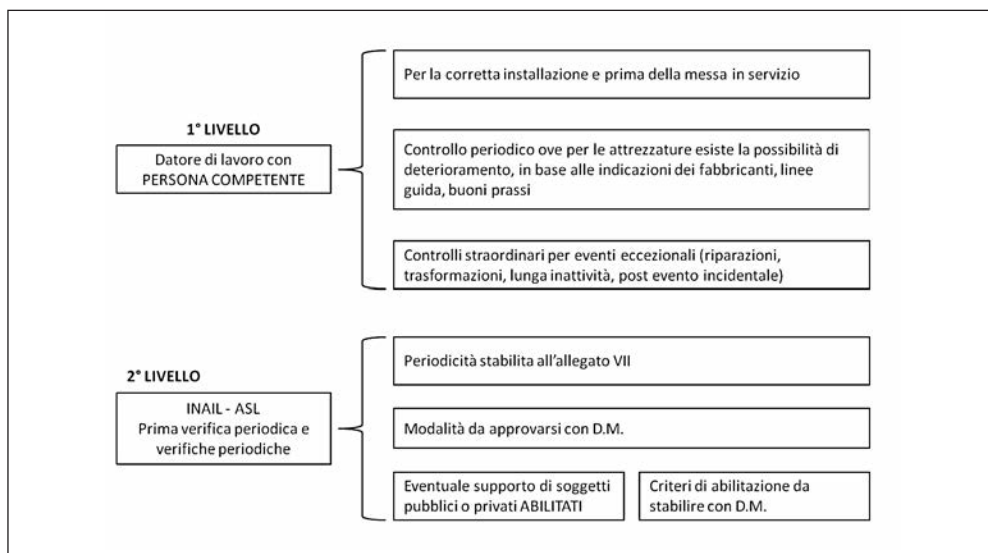 1° LIVELLO
Datore di lavoro con
PERSONA COMPETENTE
Per la corretta installazione e prima della messa in servizio
Controllo periodico ove per le attrezzature esiste la possibilità di
deterioramento, in base alle indicazioni dei fabbricanti, linee
guida, buoni prassi
Controlli straordinari per eventi eccezionali (riparazioni,
trasformazioni, lunga inattività, post evento incidentale)
2° LIVELLO
INAIL - ASL
Prima verifica periodica e
verifiche periodiche
Periodicità stabilita all'allegato VII
Modalità da approvarsi con D.M.
Eventuale supporto di soggetti
pubblici o privati ABILITATI
Criteri di abilitazione da
stabilire con D.M.